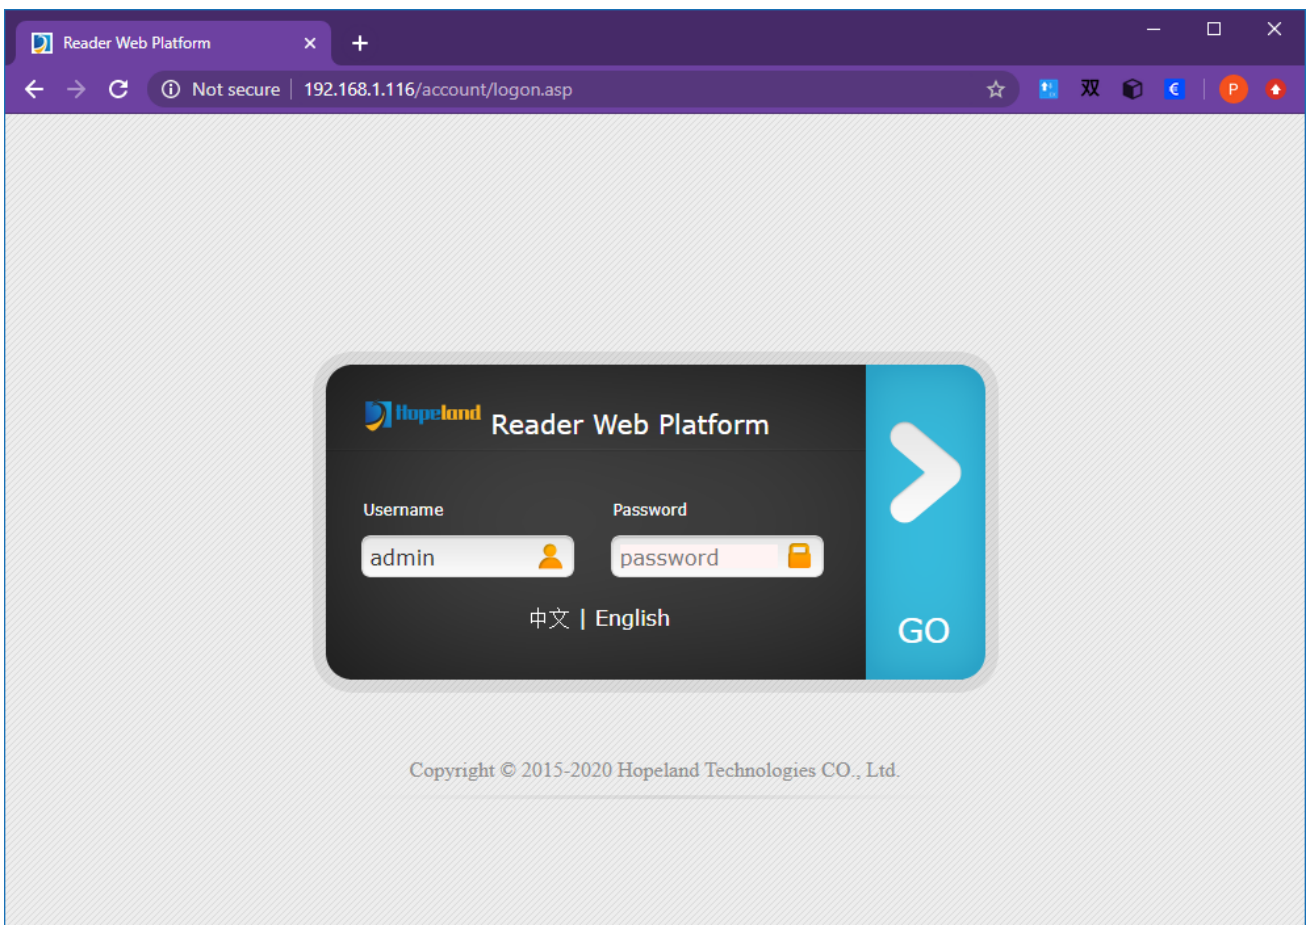 Reader Web Platform
Not secure | 192.168.1.116/account/logon.asp
双
€
P
Hopeland Reader Web Platform
Username Password
admin password
中文 | English
GO
Copyright © 2015-2020 Hopeland Technologies CO., Ltd.